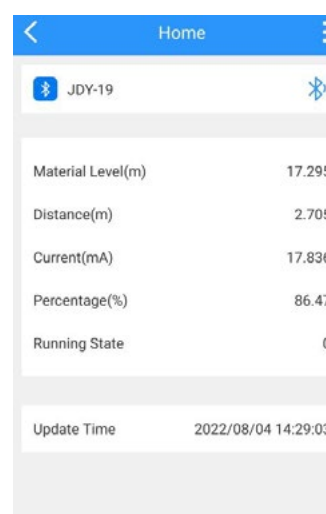 Home
JDY-19
Material Level(m) 17.295
Distance(m) 2.705
Current(mA) 17.836
Percentage(%) 86.47
Running State
Update Time 2022/08/04 14:29:03